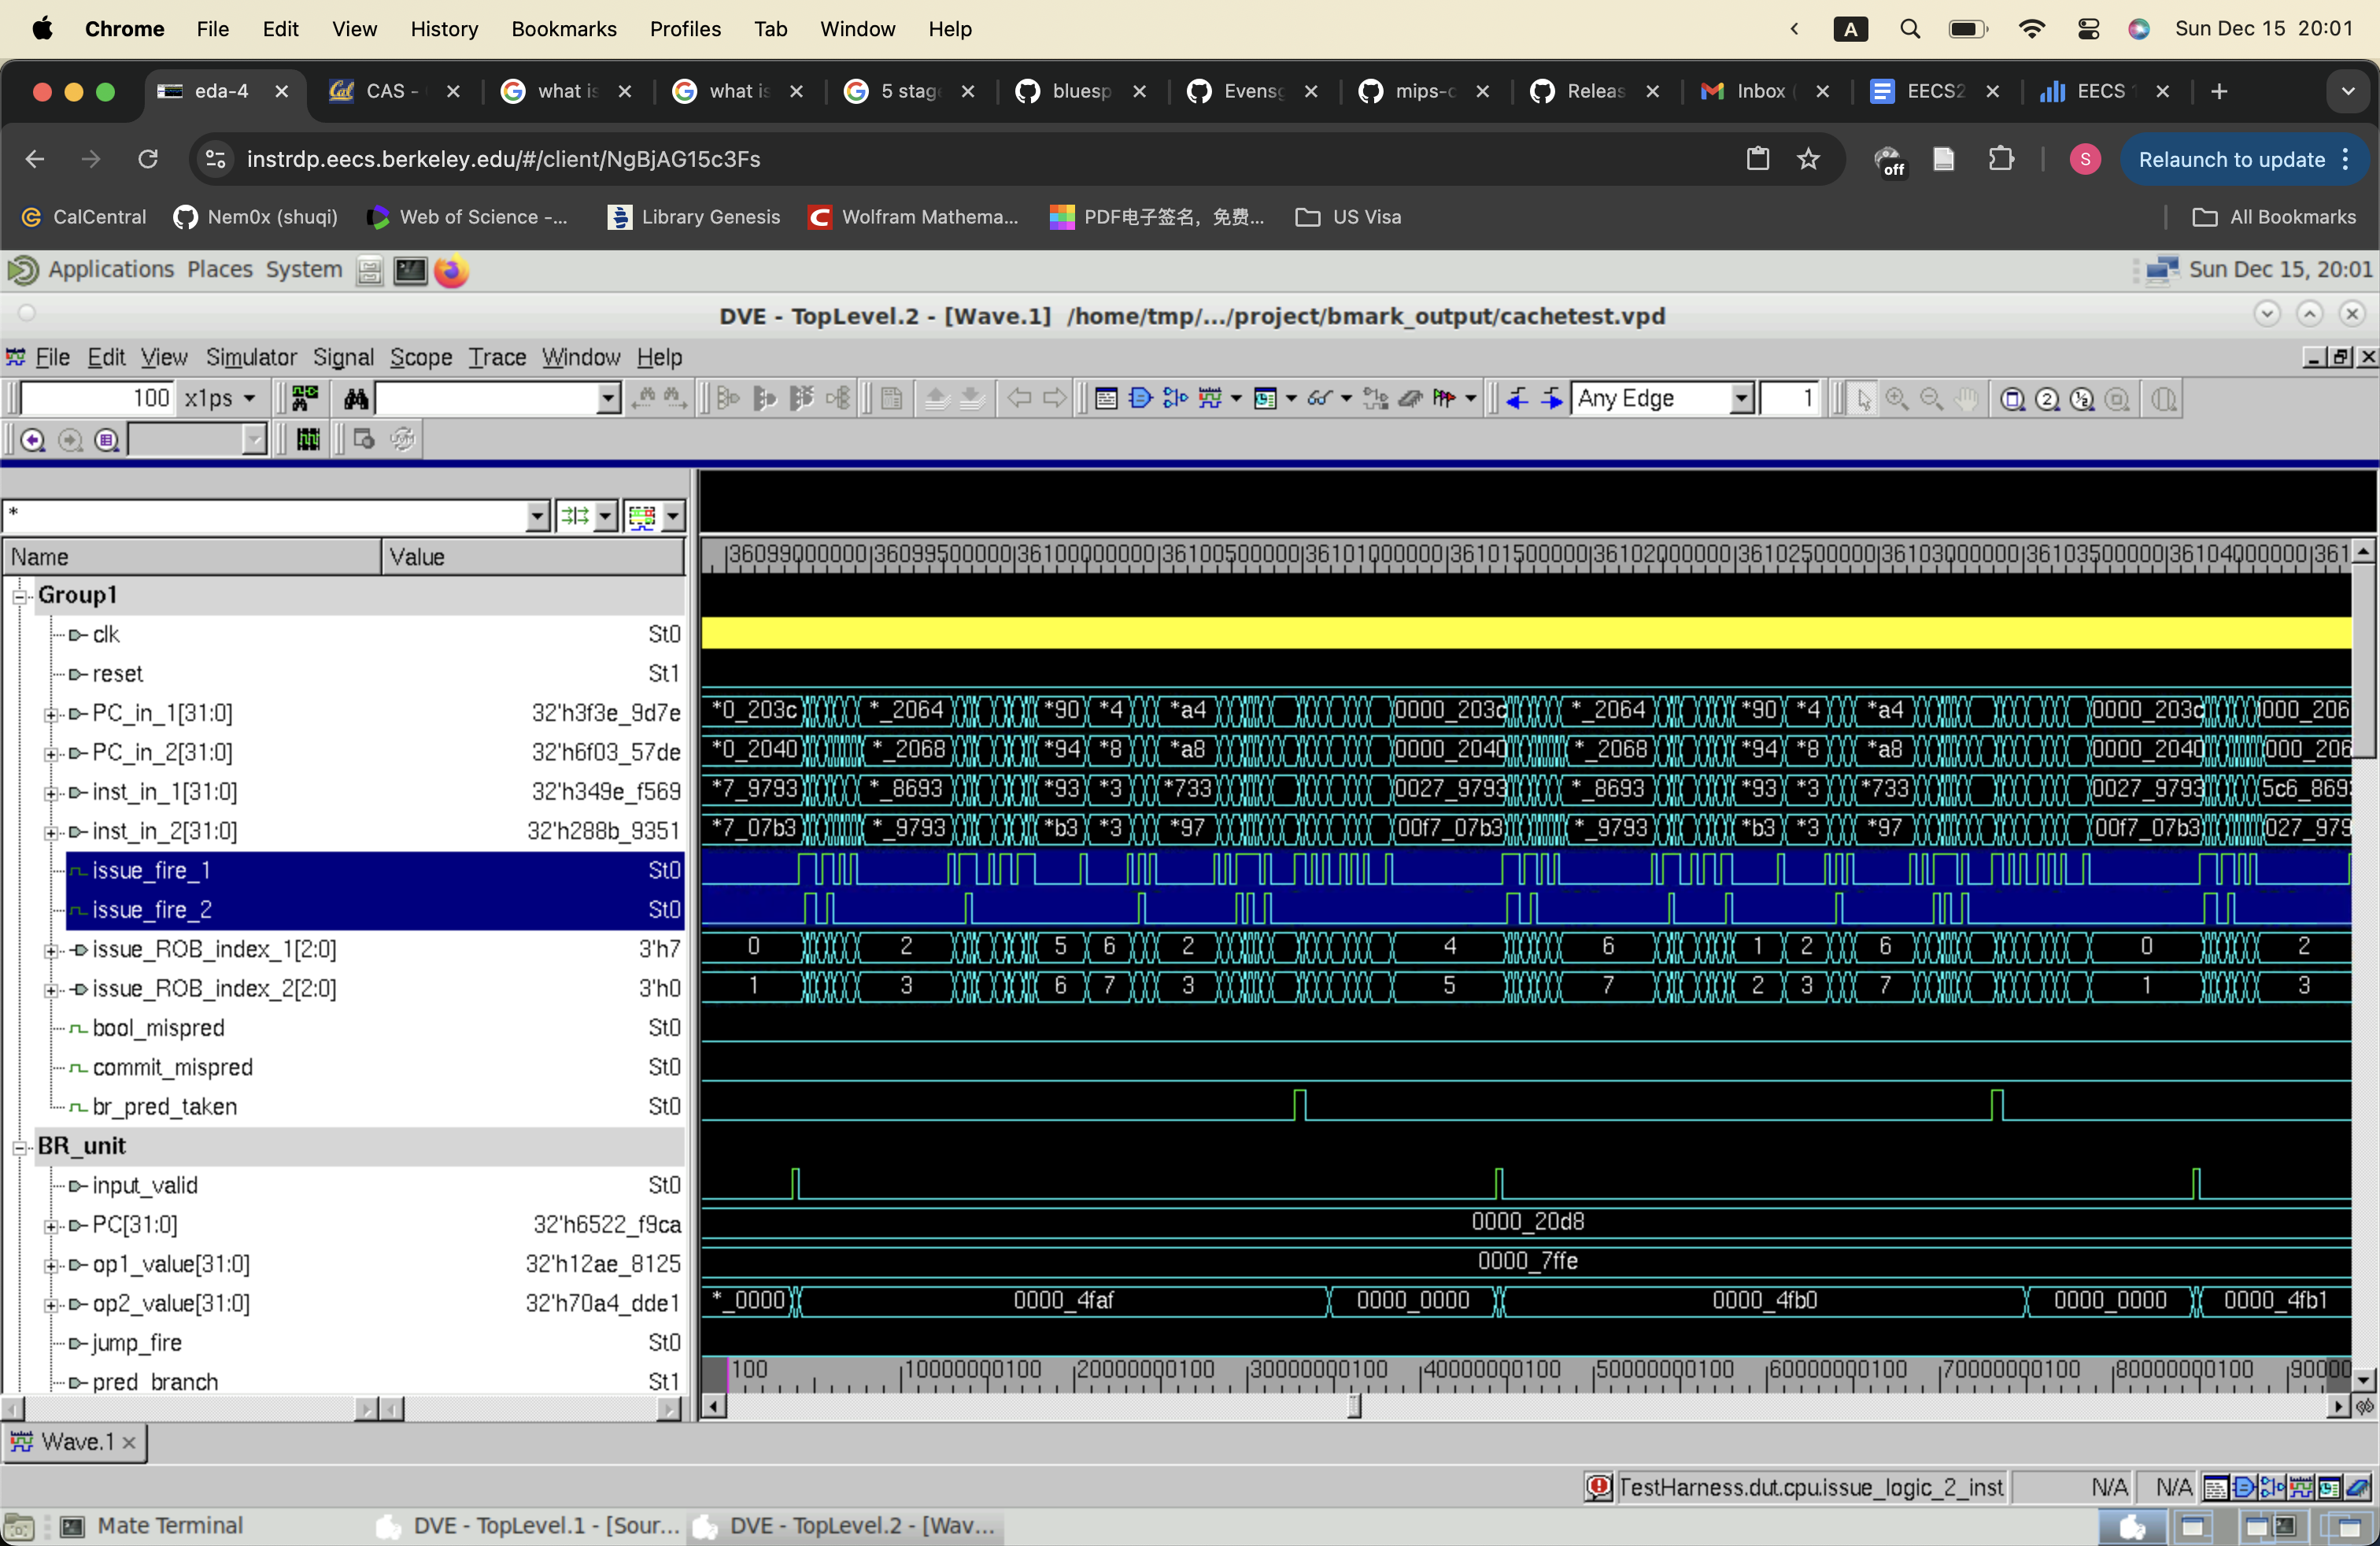 Chrome File Edit View History Bookmarks Profiles Tab Window Help A Sun Dec 15 20:01
eda-4 CAS - what is what is 5 stag bluesp Evensg mips-c Releas Inbox EECS2 EECS 1
instrdp.eecs.berkeley.edu/#/client/NgBjAG15c3Fs off S Relaunch to update
CalCentral Nem0x (shuqi) Web of Science -... Library Genesis Wolfram Mathema... PDF电子签名，免费... US Visa All Bookmarks
Applications Places System Sun Dec 15, 20:01
DVE - TopLevel.2 - [Wave.1] /home/tmp/.../project/bmark_output/cachetest.vpd
File Edit View Simulator Signal Scope Trace Window Help
100 x1ps Any Edge 1
*
Name Value
|36099000000|36099500000|36100000000|36100500000|36101000000|36101500000|36102000000|36102500000|36103000000|36103500000|36104000000|361
Group1
clk St0
reset St1
PC_in_1[31:0] 32'h3f3e_9d7e *0_203c *_2064 *90 *4 *a4 0000_203c *_2064 *90 *4 *a4 0000_203c 000_206
PC_in_2[31:0] 32'h6f03_57de *0_2040 *_2068 *94 *8 *a8 0000_2040 *_2068 *94 *8 *a8 0000_2040 000_206
inst_in_1[31:0] 32'h349e_f569 *7_9793 *_8693 *93 *3 *733 0027_9793 *_8693 *93 *3 *733 0027_9793 5c6_869
inst_in_2[31:0] 32'h288b_9351 *7_07b3 *_9793 *b3 *3 *97 00f7_07b3 *_9793 *b3 *3 *97 00f7_07b3 027_979
issue_fire_1 St0
issue_fire_2 St0
issue_ROB_index_1[2:0] 3'h7 0 2 5 6 2 4 6 1 2 6 0 2
issue_ROB_index_2[2:0] 3'h0 1 3 6 7 3 5 7 2 3 7 1 3
bool_mispred St0
commit_mispred St0
br_pred_taken St0
BR_unit
input_valid St0
PC[31:0] 32'h6522_f9ca 0000_20d8
op1_value[31:0] 32'h12ae_8125 0000_7ffe
op2_value[31:0] 32'h70a4_dde1 *_0000 0000_4faf 0000_0000 0000_4fb0 0000_0000 0000_4fb1
jump_fire St0
pred_branch St1
|100 |10000000100 |20000000100 |30000000100 |40000000100 |50000000100 |60000000100 |70000000100 |80000000100 |90000
Wave.1
TestHarness.dut.cpu.issue_logic_2_inst N/A N/A
Mate Terminal DVE - TopLevel.1 - [Sour... DVE - TopLevel.2 - [Wav...